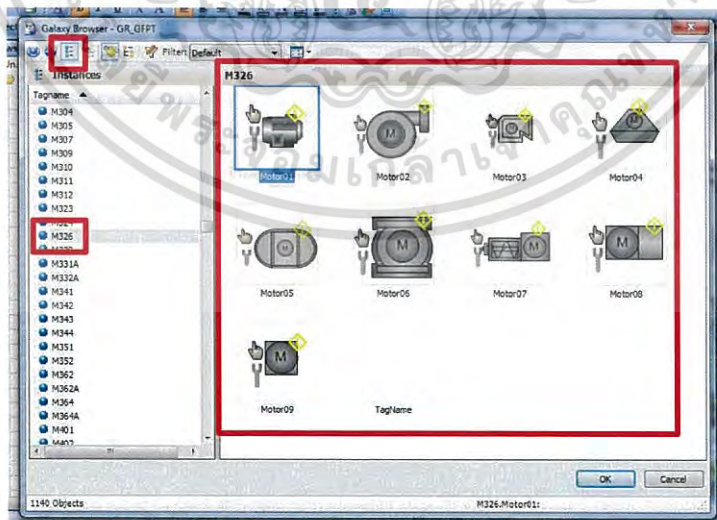 Galaxy Browser - GR_GFPT
Filter: Default
Instances
M326
Tagname
M304
M305
M307
M309
M310
M311
M312
M323
M326
M331A
M332A
M341
M342
M343
M344
M351
M352
M362
M362A
M364
M364A
M401
M402
Motor01
Motor02
Motor03
Motor04
Motor05
Motor06
Motor07
Motor08
Motor09
TagName
OK
Cancel
1140 Objects
M326.Motor01: